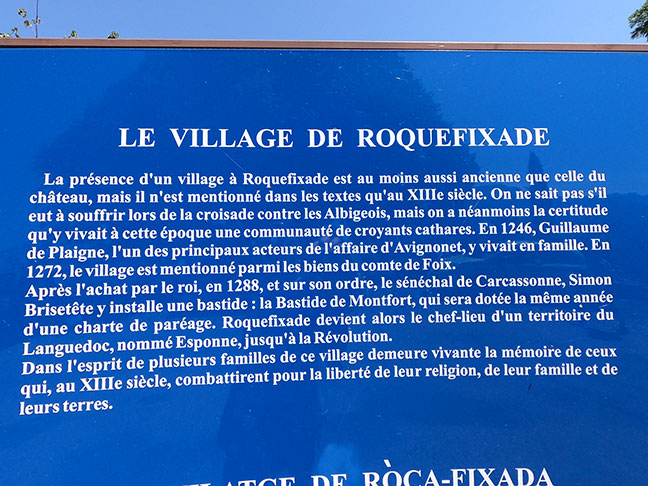 LE VILLAGE DE ROQUEFIXADE
La présence d'un village à Roquefixade est au moins aussi ancienne que celle du
château, mais il n'est mentionné dans les textes qu'au XIIIe siècle. On ne sait pas s'il
eut à souffrir lors de la croisade contre les Albigeois, mais on a néanmoins la certitude
qu'y vivait à cette époque une communauté de croyants cathares. En 1246, Guillaume
de Plaigne, l'un des principaux acteurs de l'affaire d'Avignonet, y vivait en famille. En
1272, le village est mentionné parmi les biens du comte de Foix.
Après l'achat par le roi, en 1288, et sur son ordre, le sénéchal de Carcassonne, Simon
Brisetête y installe une bastide : la Bastide de Montfort, qui sera dotée la même année
d'une charte de paréage. Roquefixade devient alors le chef-lieu d'un territoire du
Languedoc, nommé Esponne, jusqu'à la Révolution.
Dans l'esprit de plusieurs familles de ce village demeure vivante la mémoire de ceux
qui, au XIIIe siècle, combattirent pour la liberté de leur religion, de leur famille et de
leurs terres.
DE RÒCA-FIXADA